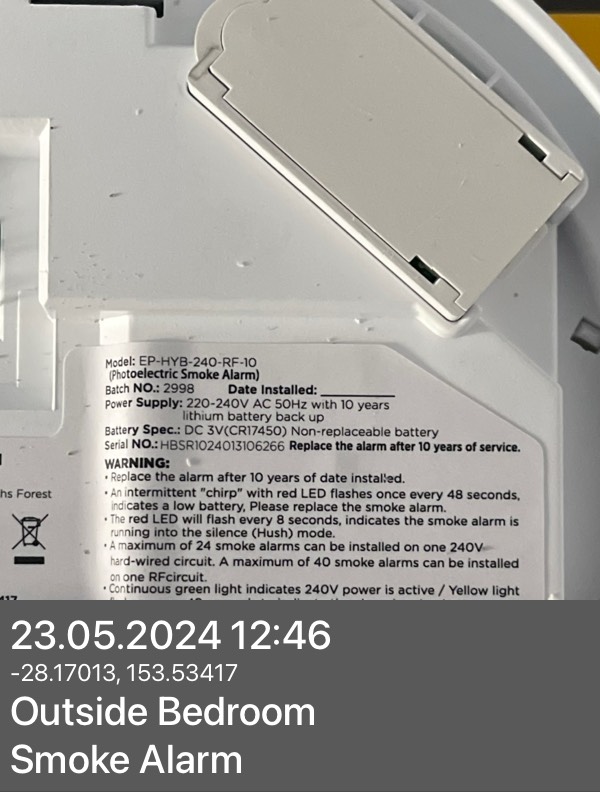 Model: EP-HYB-240-RF-10
(Photoelectric Smoke Alarm)
Batch NO.: 2998 Date Installed:
Power Supply: 220-240V AC 50Hz with 10 years
lithium battery back up
Battery Spec.: DC 3V(CR17450) Non-replaceable battery
Serial NO.: HBSR1024013106266 Replace the alarm after 10 years of service.
WARNING:
• Replace the alarm after 10 years of date installed.
• An intermittent "chirp" with red LED flashes once every 48 seconds,
indicates a low battery, Please replace the smoke alarm.
• The red LED will flash every 8 seconds, indicates the smoke alarm is
running into the silence (Hush) mode.
• A maximum of 24 smoke alarms can be installed on one 240V
hard-wired circuit. A maximum of 40 smoke alarms can be installed
on one RFcircuit.
• Continuous green light indicates 240V power is active / Yellow light
hs Forest
23.05.2024 12:46
-28.17013, 153.53417
Outside Bedroom
Smoke Alarm